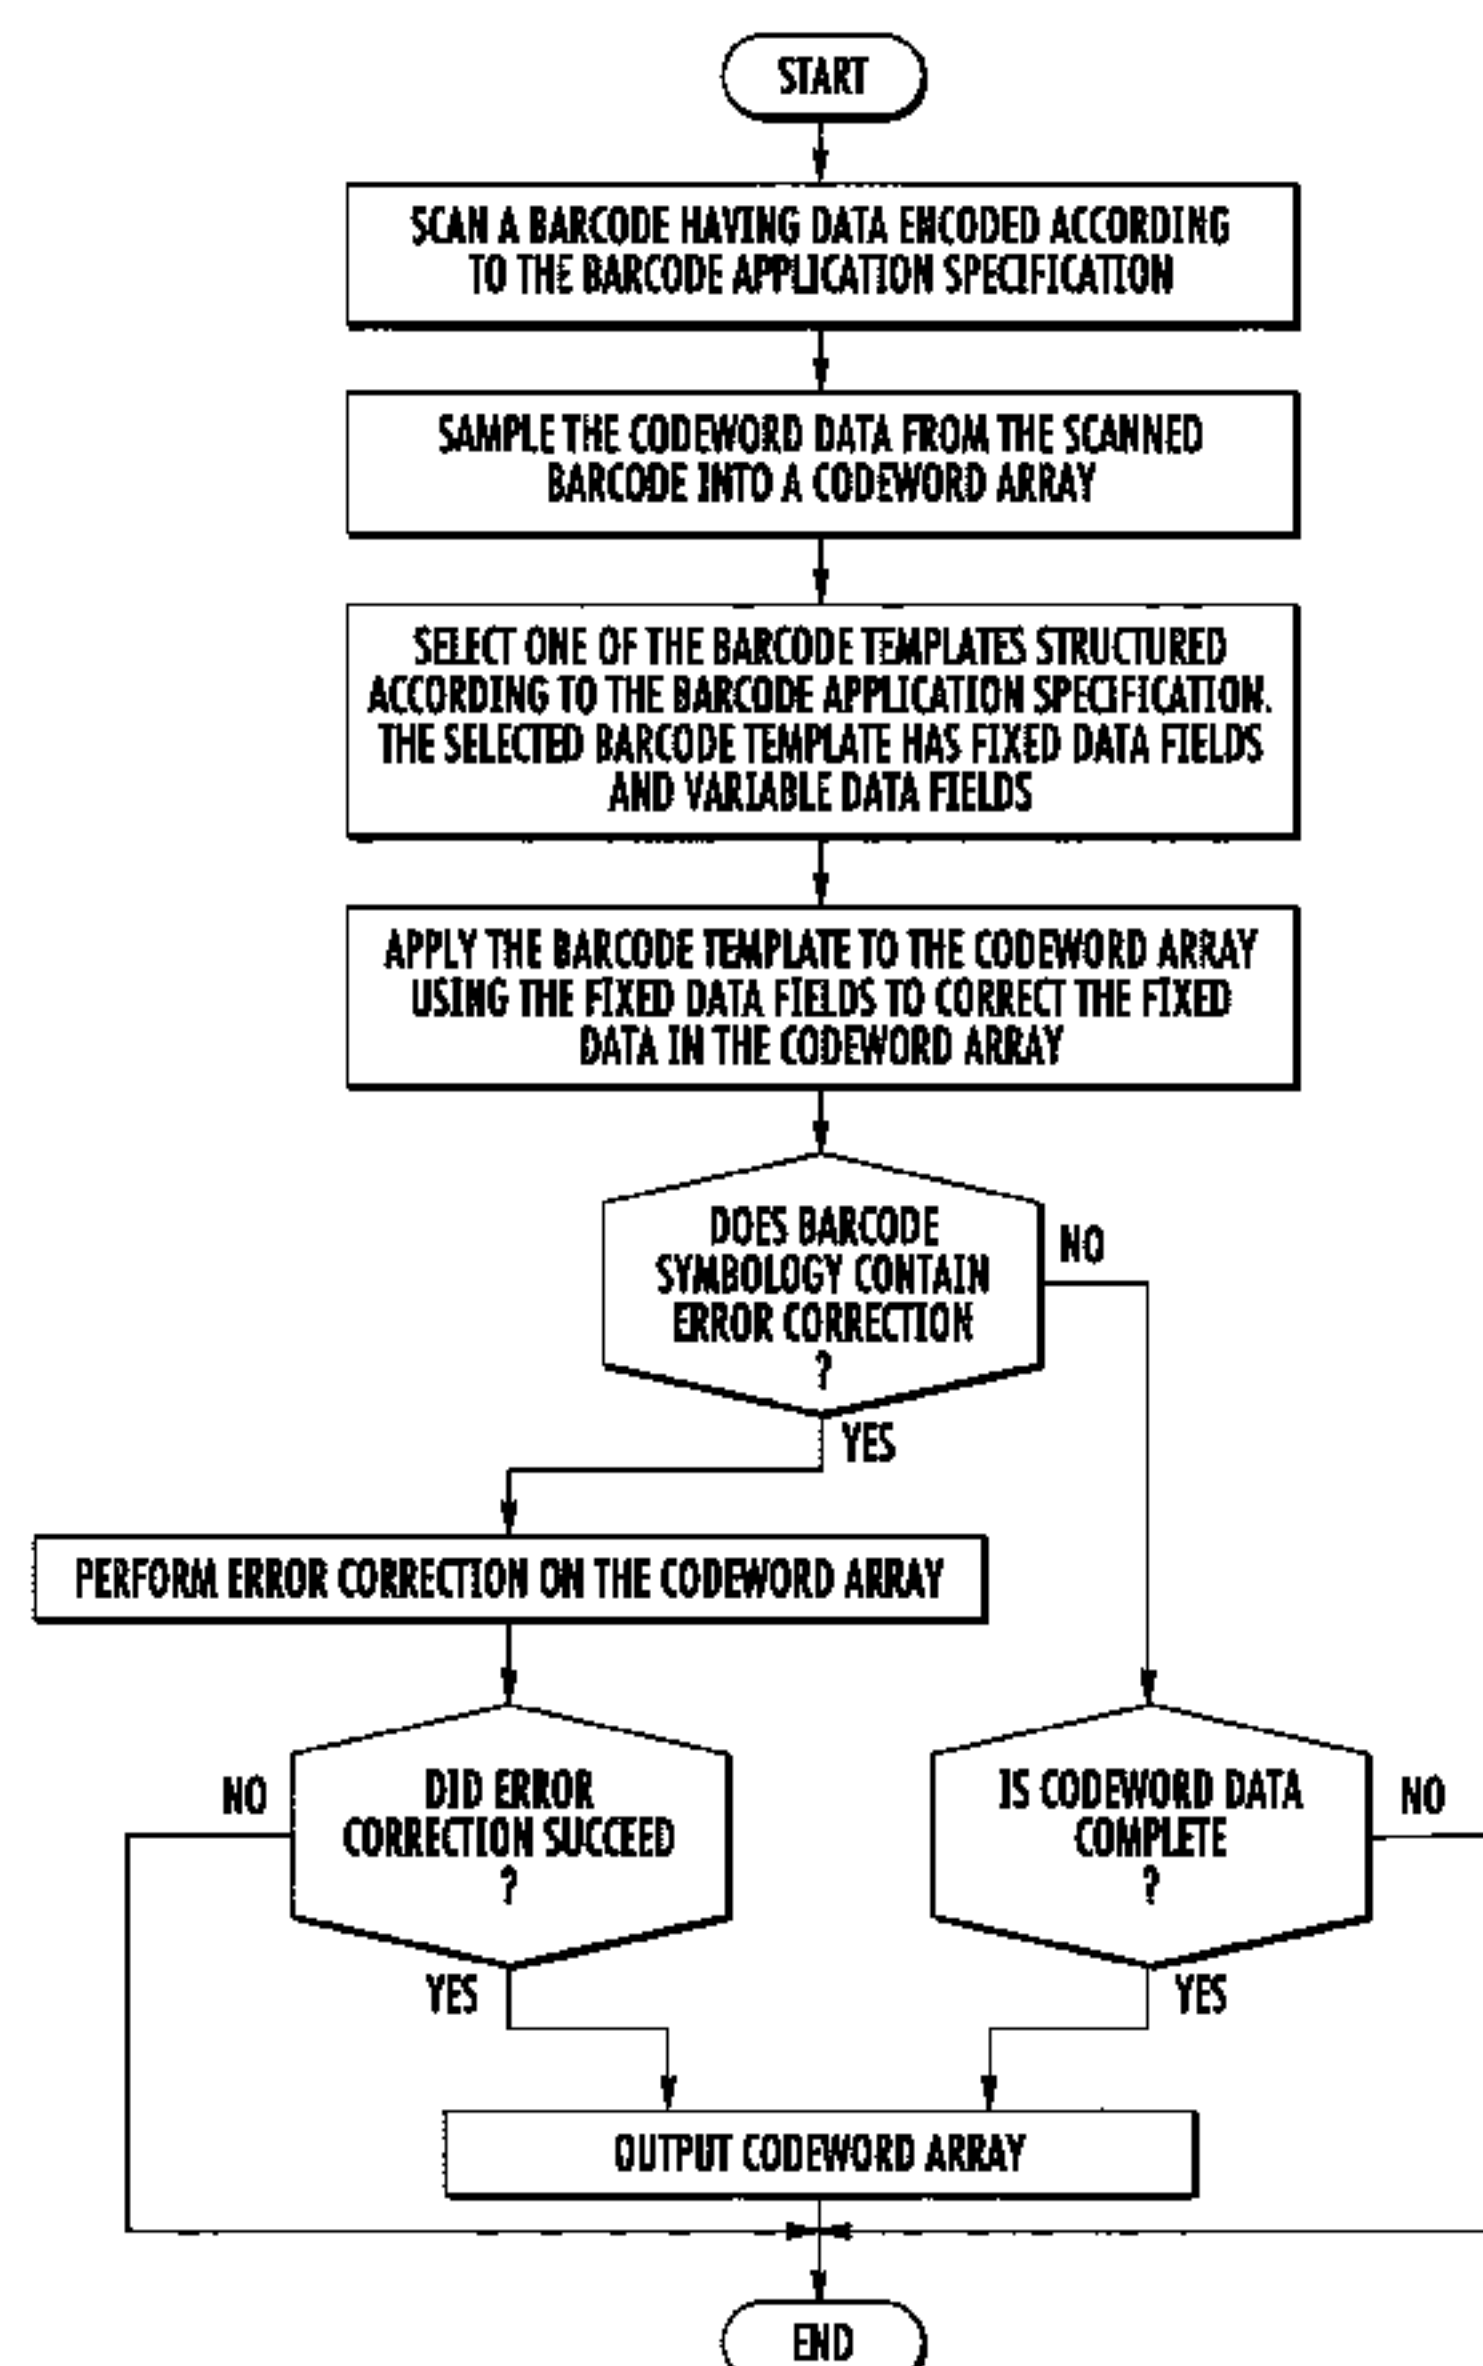 START
SCAN A BARCODE HAVING DATA ENCODED ACCORDING
TO THE BARCODE APPLICATION SPECIFICATION
SAMPLE THE CODEWORD DATA FROM THE SCANNED
BARCODE INTO A CODEWORD ARRAY
SELECT ONE OF THE BARCODE TEMPLATES STRUCTURED
ACCORDING TO THE BARCODE APPLICATION SPECIFICATION.
THE SELECTED BARCODE TEMPLATE HAS FIXED DATA FIELDS
AND VARIABLE DATA FIELDS
APPLY THE BARCODE TEMPLATE TO THE CODEWORD ARRAY
USING THE FIXED DATA FIELDS TO CORRECT THE FIXED
DATA IN THE CODEWORD ARRAY
DOES BARCODE
SYMBOLOGY CONTAIN
ERROR CORRECTION
?
NO
YES
PERFORM ERROR CORRECTION ON THE CODEWORD ARRAY
DID ERROR
CORRECTION SUCCEED
?
NO
YES
IS CODEWORD DATA
COMPLETE
?
NO
YES
OUTPUT CODEWORD ARRAY
END